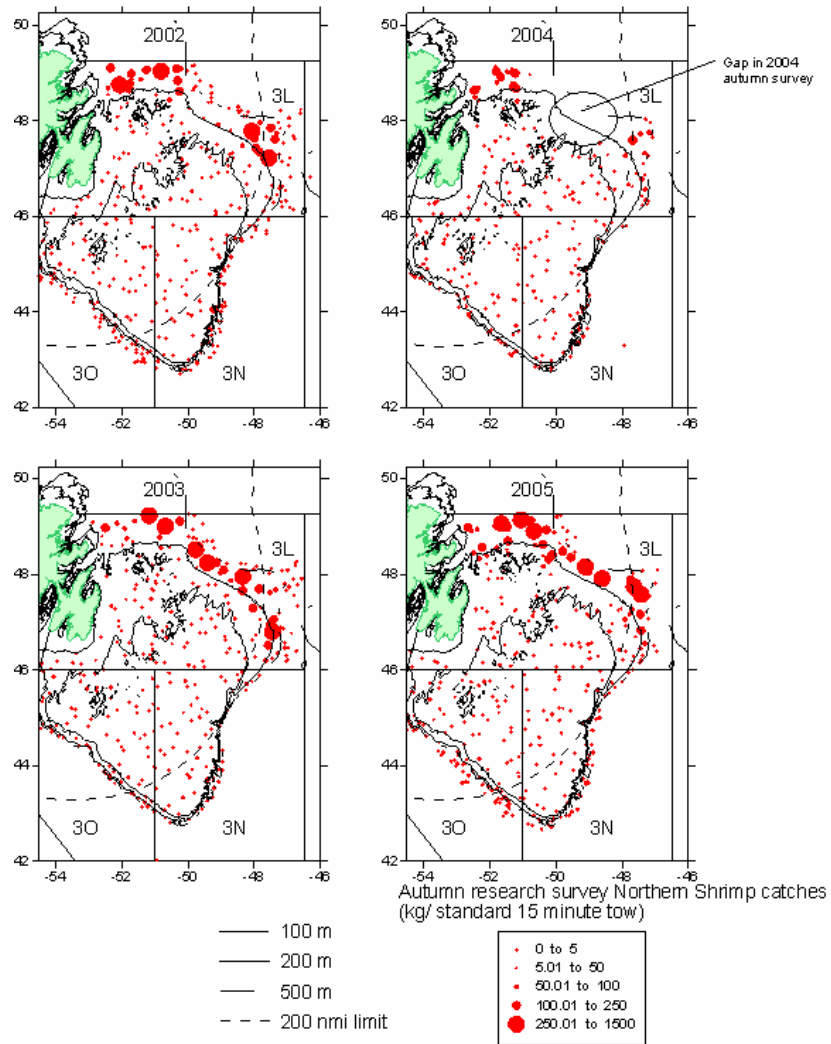 50
48
46
44
42
2002
3L
3O
3N
-54
-52
-50
-48
-46
50
48
46
44
42
2004
3L
3O
3N
-54
-52
-50
-48
-46
Gap in 2004
autumn survey
50
48
46
44
42
2003
3L
3O
3N
-54
-52
-50
-48
-46
50
48
46
44
42
2005
3L
3O
3N
-54
-52
-50
-48
-46
Autumn research survey Northern Shrimp catches
(kg/ standard 15 minute tow)
100 m
200 m
500 m
200 nmi limit
0 to 5
5.01 to 50
50.01 to 100
100.01 to 250
250.01 to 1500